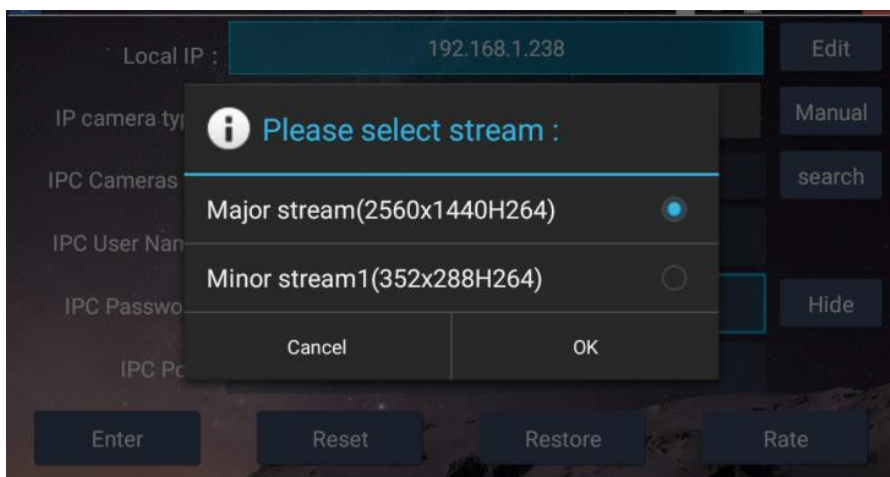 Local IP : 192.168.1.238 Edit
IP camera typ Manual
Please select stream :
IPC Cameras search
Major stream(2560x1440H264)
IPC User Nam
Minor stream1(352x288H264)
IPC Passwo Hide
Cancel OK
IPC Po
Enter Reset Restore Rate